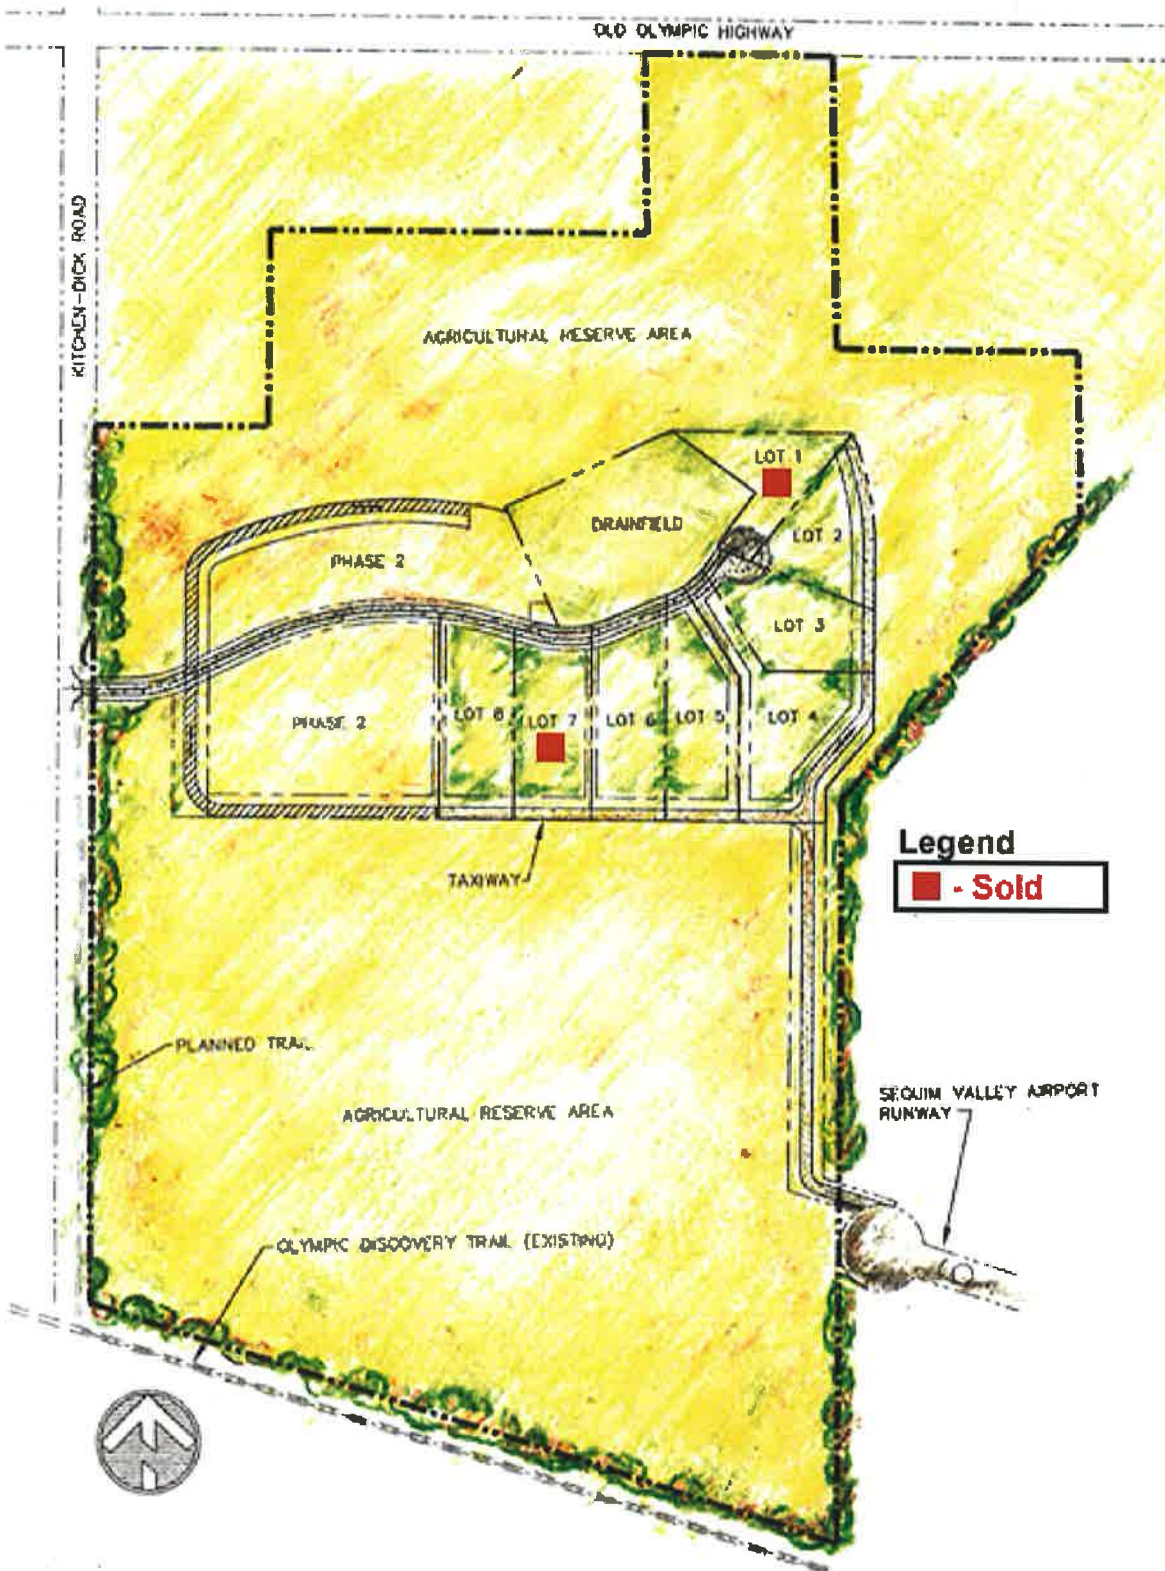 OLD OLYMPIC HIGHWAY
KITCHEN-DICK ROAD
AGRICULTURAL RESERVE AREA
LOT 1
DRAINFIELD
LOT 2
PHASE 2
LOT 3
PHASE 2
LOT 8
LOT 7
LOT 6
LOT 5
LOT 4
Legend
- Sold
TAXIWAY
PLANNED TRAIL
SEQUIM VALLEY AIRPORT
RUNWAY
AGRICULTURAL RESERVE AREA
OLYMPIC DISCOVERY TRAIL (EXISTING)